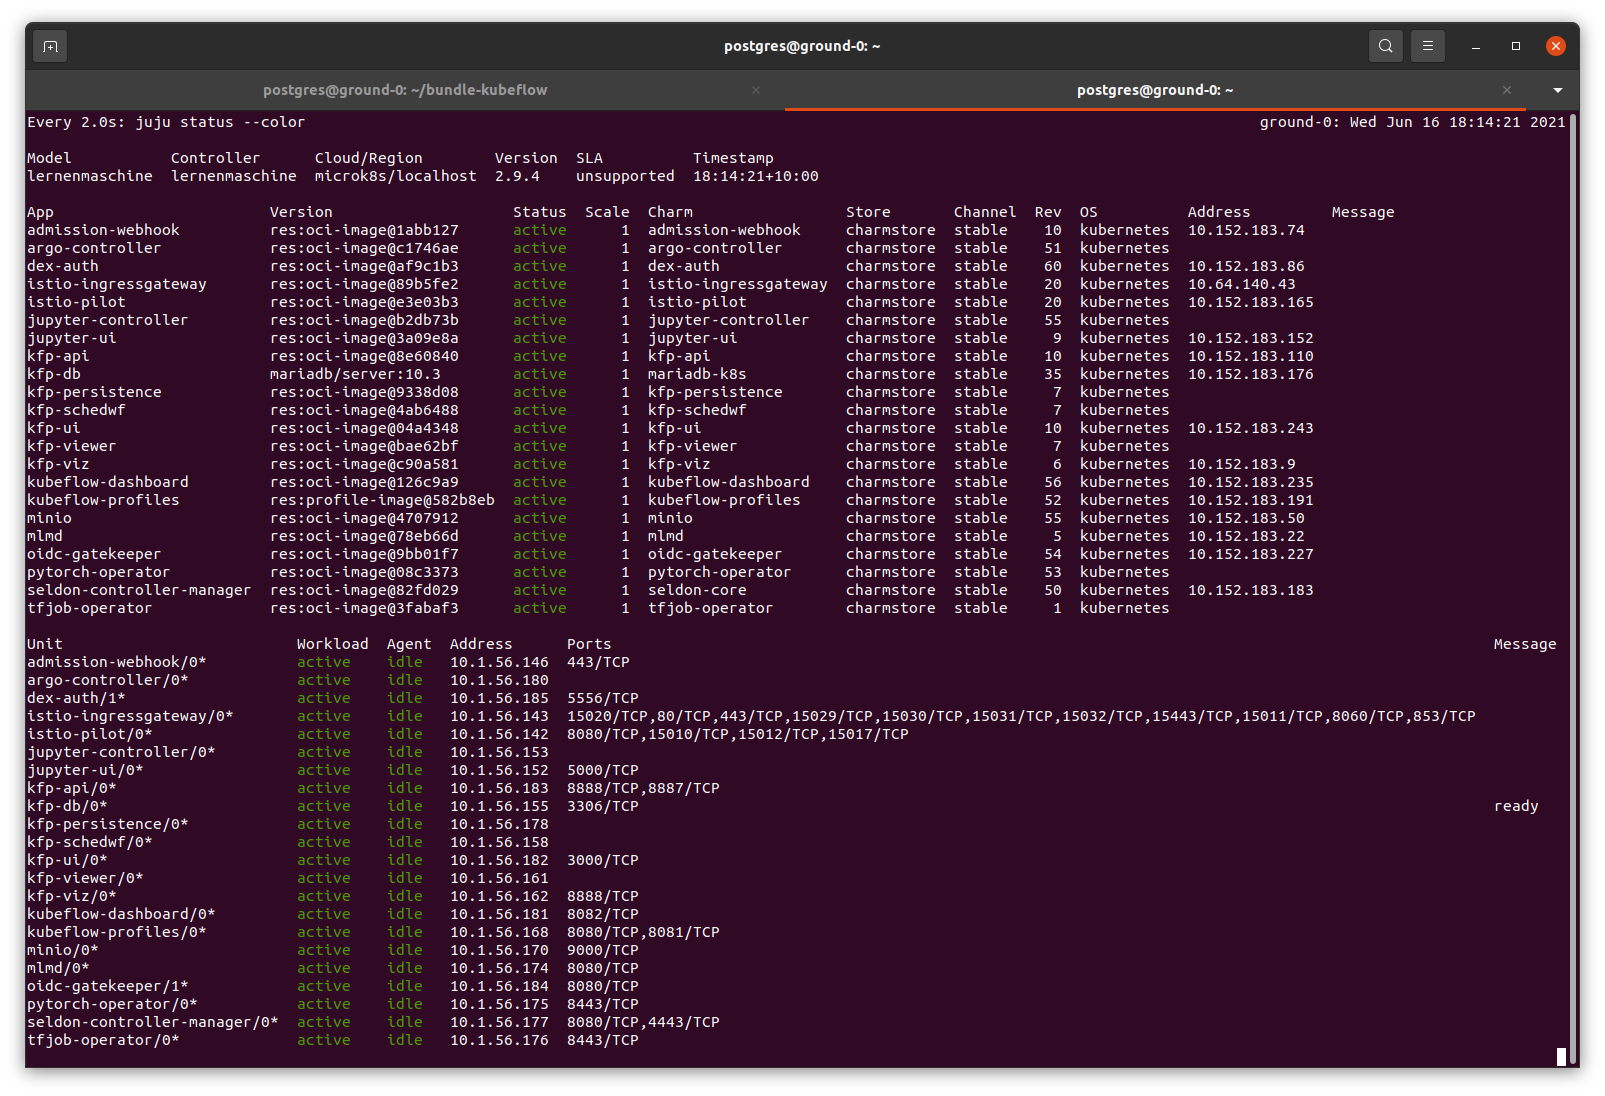 postgres@ground-0: ~
postgres@ground-0: ~/bundle-kubeflow
postgres@ground-0: ~
Every 2.0s: juju status --color ground-0: Wed Jun 16 18:14:21 2021
Model Controller Cloud/Region Version SLA Timestamp
lernenmaschine lernenmaschine microk8s/localhost 2.9.4 unsupported 18:14:21+10:00
App Version Status Scale Charm Store Channel Rev OS Address Message
admission-webhook res:oci-image@1abb127 active 1 admission-webhook charmstore stable 10 kubernetes 10.152.183.74
argo-controller res:oci-image@c1746ae active 1 argo-controller charmstore stable 51 kubernetes
dex-auth res:oci-image@af9c1b3 active 1 dex-auth charmstore stable 60 kubernetes 10.152.183.86
istio-ingressgateway res:oci-image@89b5fe2 active 1 istio-ingressgateway charmstore stable 20 kubernetes 10.64.140.43
istio-pilot res:oci-image@e3e03b3 active 1 istio-pilot charmstore stable 20 kubernetes 10.152.183.165
jupyter-controller res:oci-image@b2db73b active 1 jupyter-controller charmstore stable 55 kubernetes
jupyter-ui res:oci-image@3a09e8a active 1 jupyter-ui charmstore stable 9 kubernetes 10.152.183.152
kfp-api res:oci-image@8e60840 active 1 kfp-api charmstore stable 10 kubernetes 10.152.183.110
kfp-db mariadb/server:10.3 active 1 mariadb-k8s charmstore stable 35 kubernetes 10.152.183.176
kfp-persistence res:oci-image@9338d08 active 1 kfp-persistence charmstore stable 7 kubernetes
kfp-schedwf res:oci-image@4ab6488 active 1 kfp-schedwf charmstore stable 7 kubernetes
kfp-ui res:oci-image@04a4348 active 1 kfp-ui charmstore stable 10 kubernetes 10.152.183.243
kfp-viewer res:oci-image@bae62bf active 1 kfp-viewer charmstore stable 7 kubernetes
kfp-viz res:oci-image@c90a581 active 1 kfp-viz charmstore stable 6 kubernetes 10.152.183.9
kubeflow-dashboard res:oci-image@126c9a9 active 1 kubeflow-dashboard charmstore stable 56 kubernetes 10.152.183.235
kubeflow-profiles res:profile-image@582b8eb active 1 kubeflow-profiles charmstore stable 52 kubernetes 10.152.183.191
minio res:oci-image@4707912 active 1 minio charmstore stable 55 kubernetes 10.152.183.50
mlmd res:oci-image@78eb66d active 1 mlmd charmstore stable 5 kubernetes 10.152.183.22
oidc-gatekeeper res:oci-image@9bb01f7 active 1 oidc-gatekeeper charmstore stable 54 kubernetes 10.152.183.227
pytorch-operator res:oci-image@08c3373 active 1 pytorch-operator charmstore stable 53 kubernetes
seldon-controller-manager res:oci-image@82fd029 active 1 seldon-core charmstore stable 50 kubernetes 10.152.183.183
tfjob-operator res:oci-image@3fabaf3 active 1 tfjob-operator charmstore stable 1 kubernetes
Unit Workload Agent Address Ports Message
admission-webhook/0* active idle 10.1.56.146 443/TCP
argo-controller/0* active idle 10.1.56.180
dex-auth/1* active idle 10.1.56.185 5556/TCP
istio-ingressgateway/0* active idle 10.1.56.143 15020/TCP,80/TCP,443/TCP,15029/TCP,15030/TCP,15031/TCP,15032/TCP,15443/TCP,15011/TCP,8060/TCP,853/TCP
istio-pilot/0* active idle 10.1.56.142 8080/TCP,15010/TCP,15012/TCP,15017/TCP
jupyter-controller/0* active idle 10.1.56.153
jupyter-ui/0* active idle 10.1.56.152 5000/TCP
kfp-api/0* active idle 10.1.56.183 8888/TCP,8887/TCP
kfp-db/0* active idle 10.1.56.155 3306/TCP ready
kfp-persistence/0* active idle 10.1.56.178
kfp-schedwf/0* active idle 10.1.56.158
kfp-ui/0* active idle 10.1.56.182 3000/TCP
kfp-viewer/0* active idle 10.1.56.161
kfp-viz/0* active idle 10.1.56.162 8888/TCP
kubeflow-dashboard/0* active idle 10.1.56.181 8082/TCP
kubeflow-profiles/0* active idle 10.1.56.168 8080/TCP,8081/TCP
minio/0* active idle 10.1.56.170 9000/TCP
mlmd/0* active idle 10.1.56.174 8080/TCP
oidc-gatekeeper/1* active idle 10.1.56.184 8080/TCP
pytorch-operator/0* active idle 10.1.56.175 8443/TCP
seldon-controller-manager/0* active idle 10.1.56.177 8080/TCP,4443/TCP
tfjob-operator/0* active idle 10.1.56.176 8443/TCP